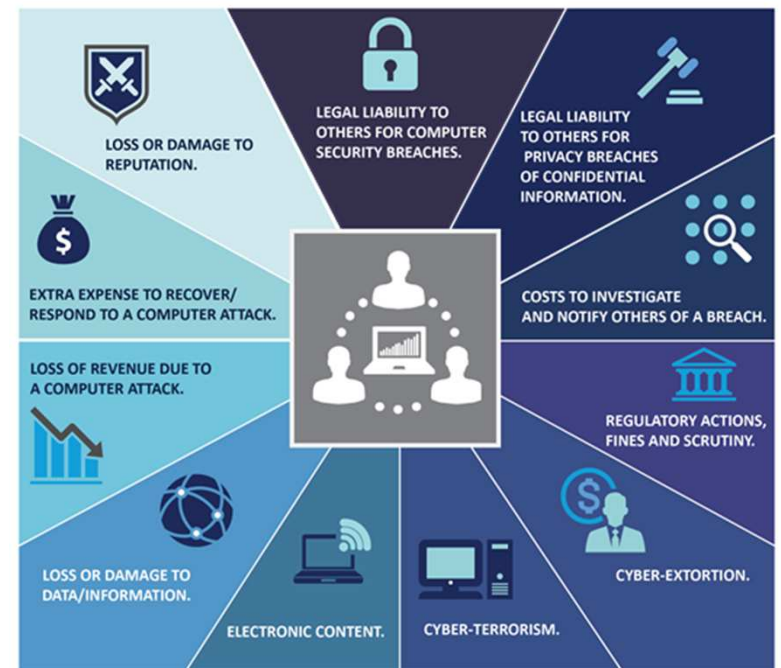 LOSS OR DAMAGE TO
REPUTATION.
LEGAL LIABILITY TO
OTHERS FOR COMPUTER
SECURITY BREACHES.
LEGAL LIABILITY
TO OTHERS FOR
PRIVACY BREACHES
OF CONFIDENTIAL
INFORMATION.
$
EXTRA EXPENSE TO RECOVER/
RESPOND TO A COMPUTER ATTACK.
COSTS TO INVESTIGATE
AND NOTIFY OTHERS OF A BREACH.
LOSS OF REVENUE DUE TO
A COMPUTER ATTACK.
REGULATORY ACTIONS,
FINES AND SCRUTINY.
LOSS OR DAMAGE TO
DATA/INFORMATION.
ELECTRONIC CONTENT.
CYBER-TERRORISM.
$
CYBER-EXTORTION.